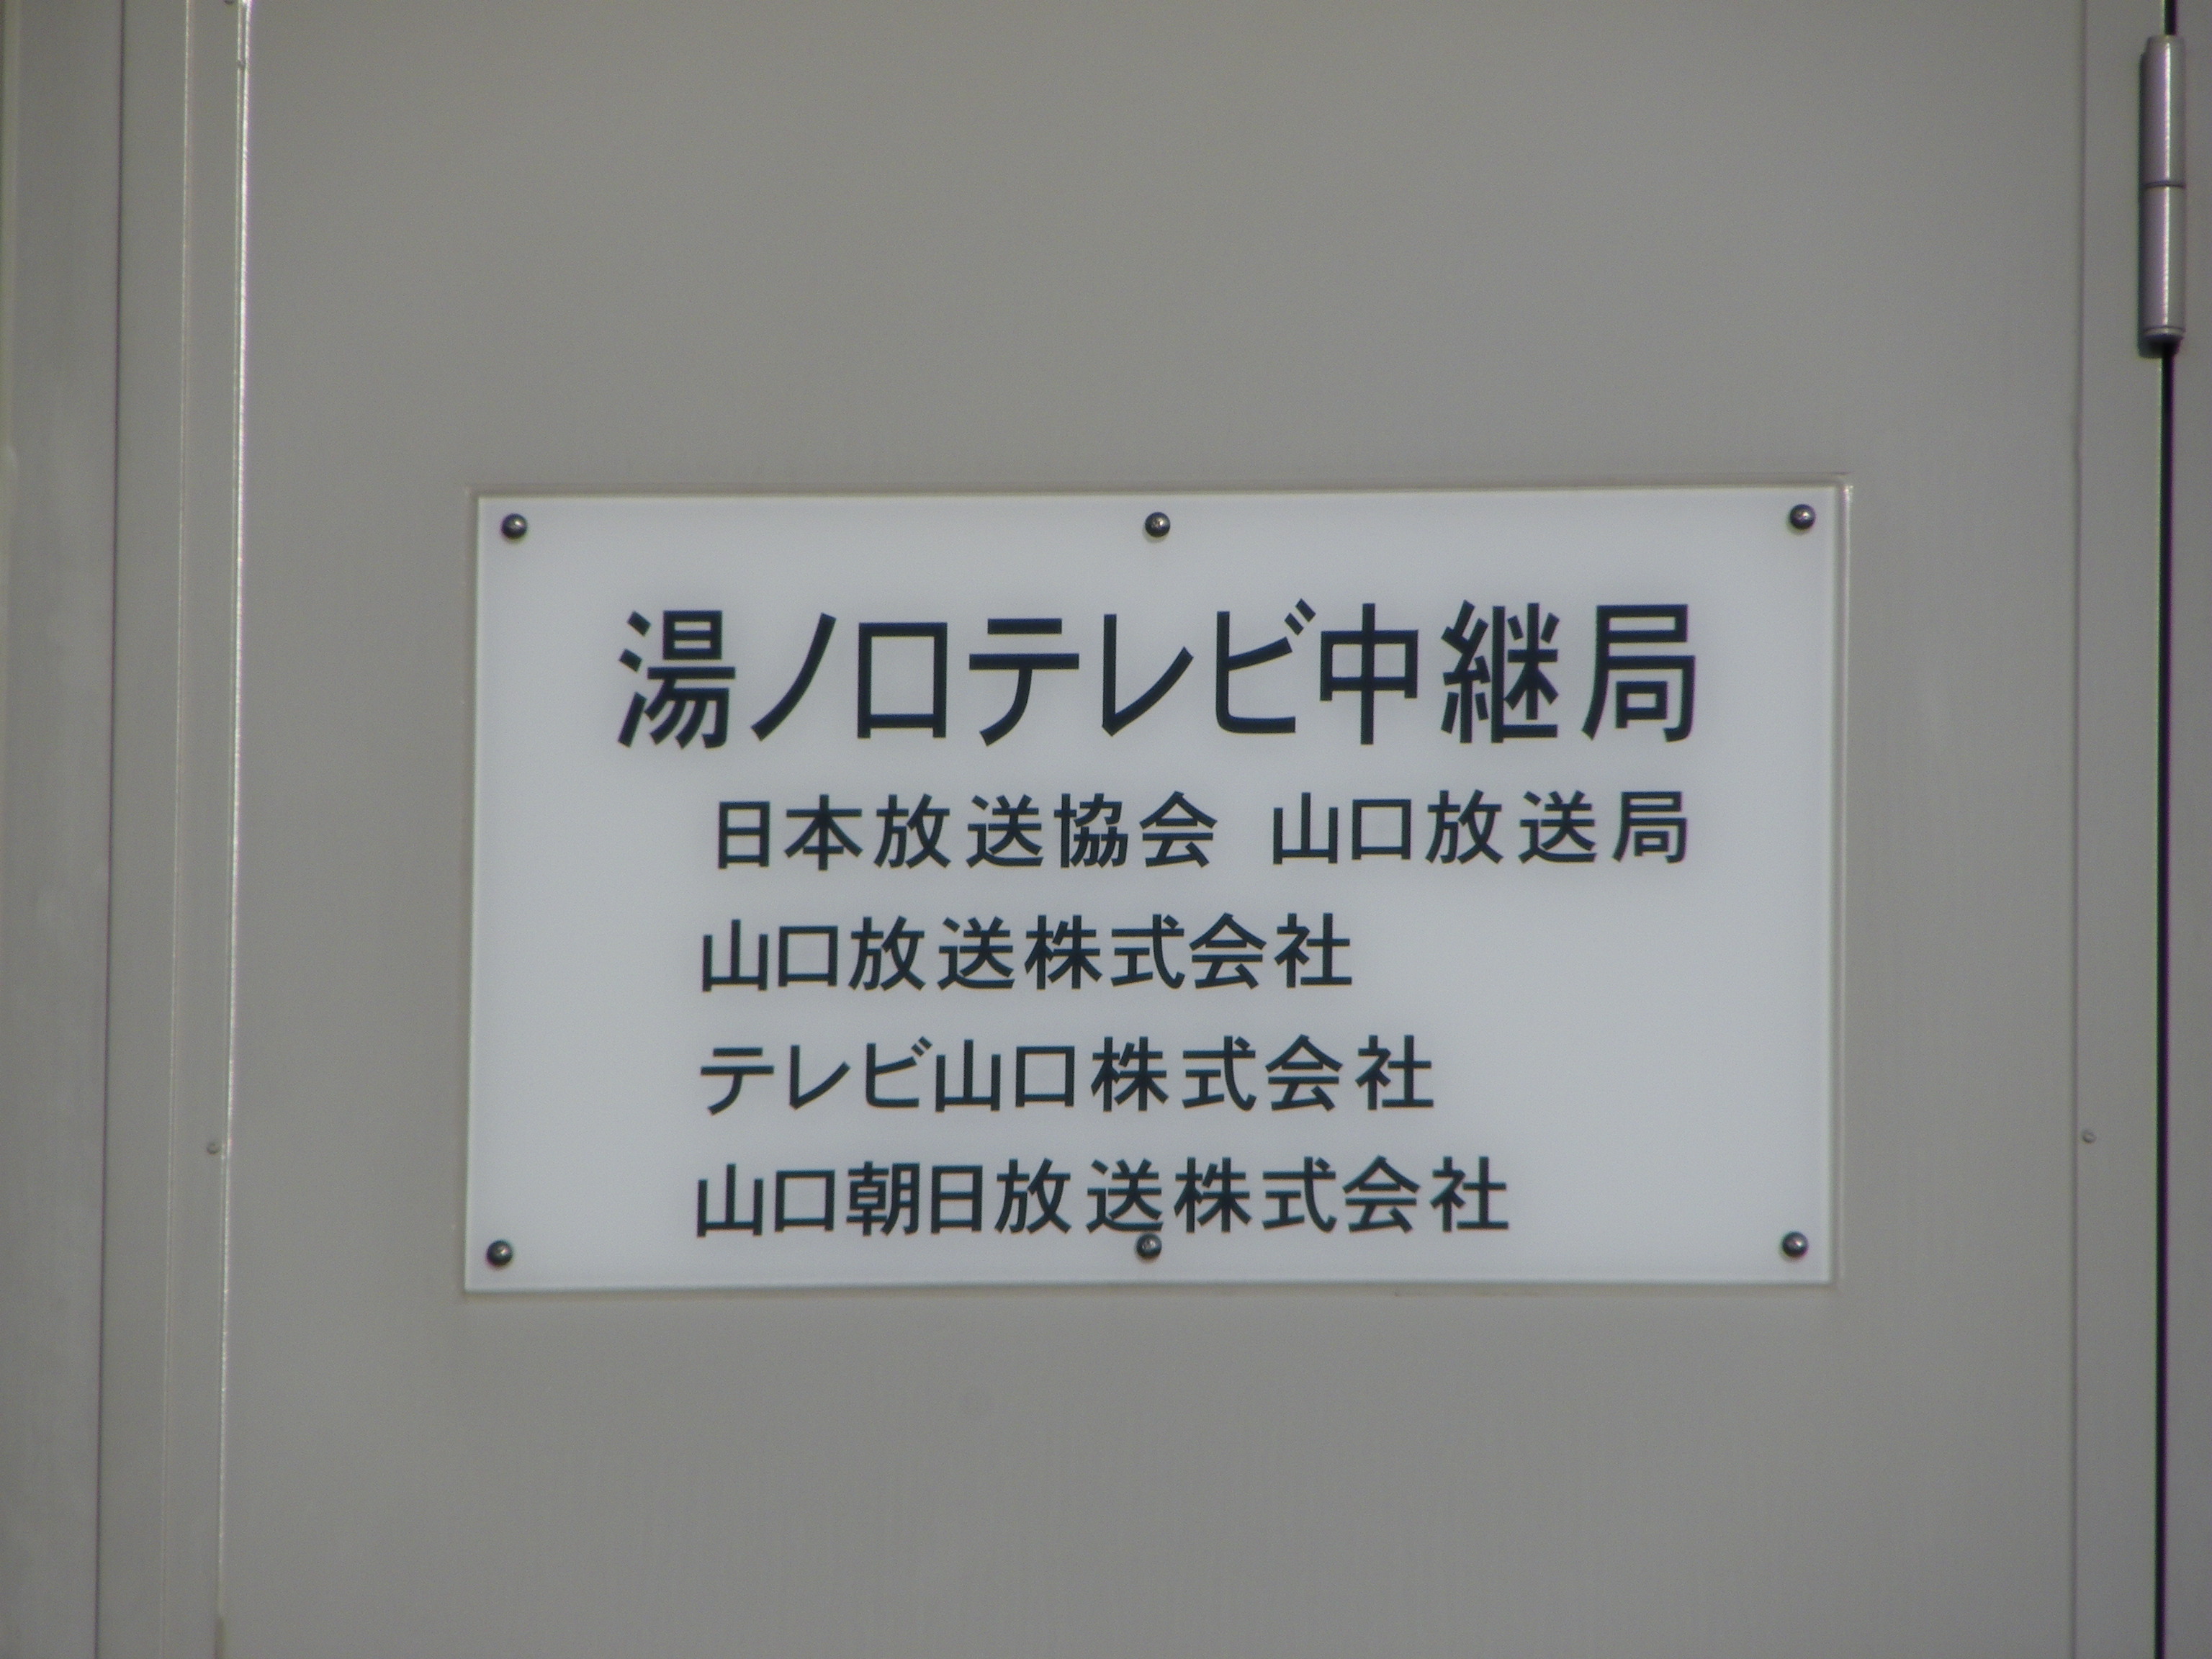 湯ノ口テレビ中継局
日本放送協会 山口放送局
山口放送株式会社
テレビ山口株式会社
山口朝日放送株式会社